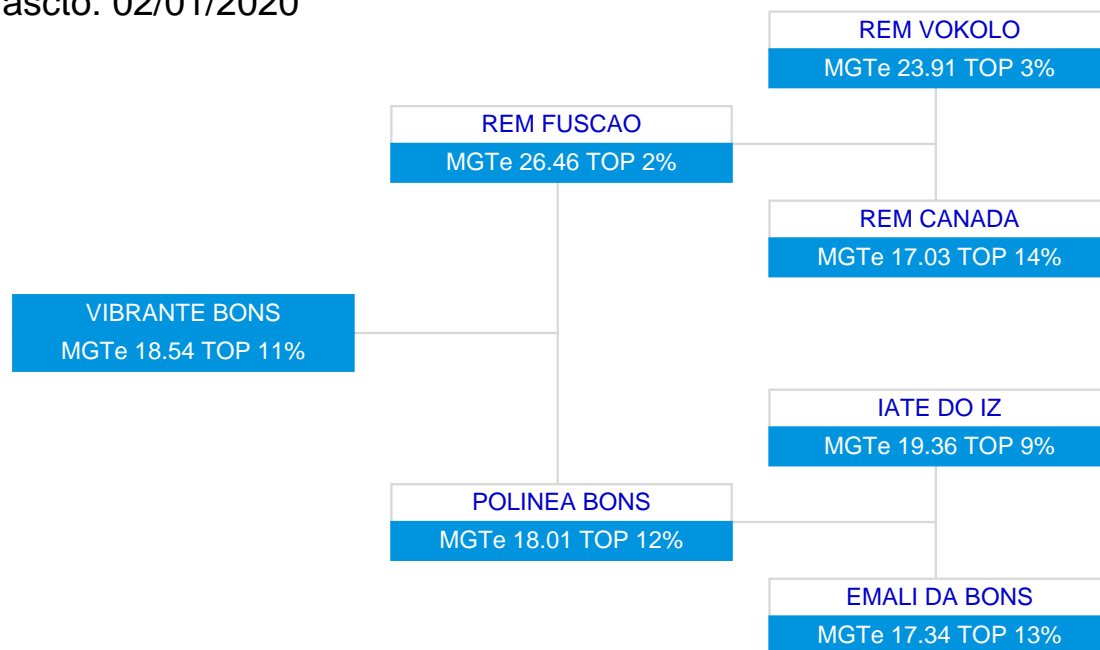 ascto: 02/01/2020
REM VOKOLO
MGTe 23.91 TOP 3%
REM FUSCAO
MGTe 26.46 TOP 2%
REM CANADA
MGTe 17.03 TOP 14%
VIBRANTE BONS
MGTe 18.54 TOP 11%
IATE DO IZ
MGTe 19.36 TOP 9%
POLINEA BONS
MGTe 18.01 TOP 12%
EMALI DA BONS
MGTe 17.34 TOP 13%